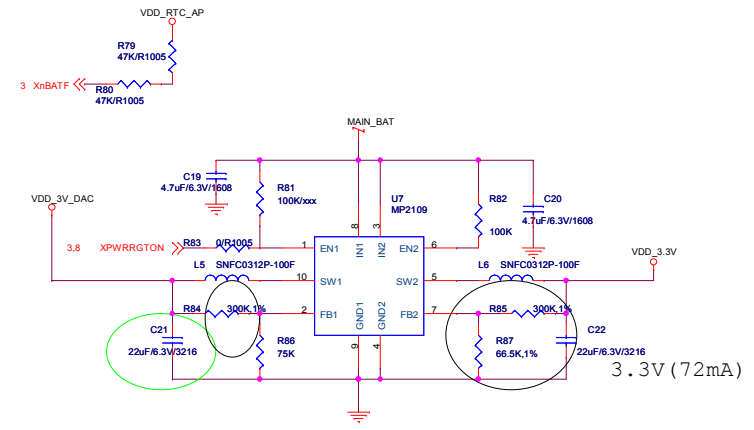 VDD_RTC_AP
R79
47K/R1005
3 XnBATF
R80
47K/R1005
MAIN_BAT
C19
4.7uF/6.3V/1608
R81
100K/xxx
U7
MP2109
R82
100K
C20
4.7uF/6.3V/1608
VDD_3V_DAC
8
3
IN1
IN2
3,8 XPWRRGTON
R83
0/R1005
1
EN1
EN2
6
VDD_3.3V
L5 SNFC0312P-100F
10
SW1
SW2
5
L6 SNFC0312P-100F
R84
300K,1%
2
FB1
FB2
7
R85
300K,1%
GND1
GND2
9
4
C21
22uF/6.3V/3216
R86
75K
R87
66.5K,1%
C22
22uF/6.3V/3216
3.3V(72mA)